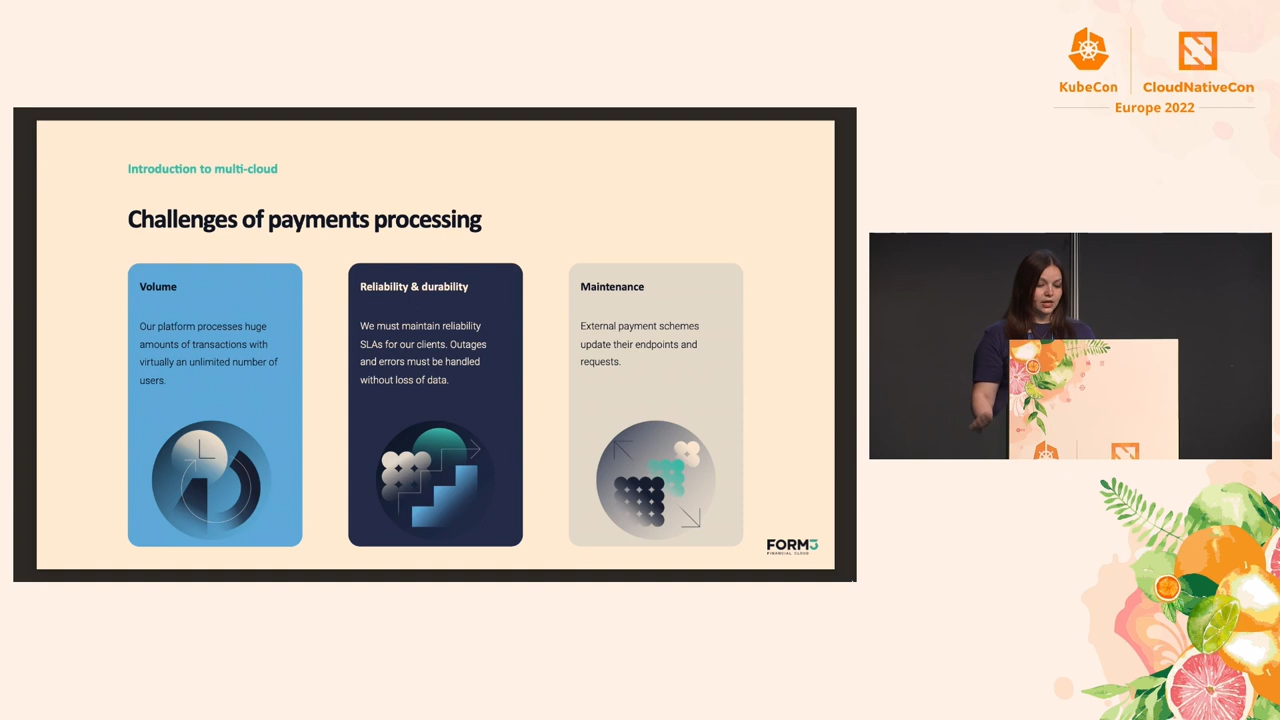 KubeCon
CloudNativeCon
Europe 2022
Introduction to multi-cloud
Challenges of payments processing
Volume
Our platform processes huge
amounts of transactions with
virtually an unlimited number of
users.
Reliability & durability
We must maintain reliability
SLAs for our clients. Outages
and errors must be handled
without loss of data.
Maintenance
External payment schemes
update their endpoints and
requests.
FORM3
FINANCIAL CLOUD